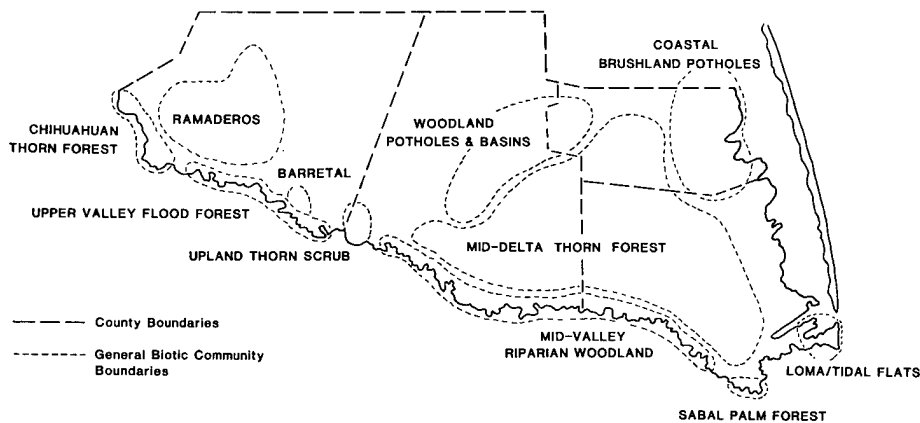 COASTAL
BRUSHLAND POTHOLES
RAMADEROS
WOODLAND
POTHOLES & BASINS
CHIHUAHUAN
THORN FOREST
BARRETAL
UPPER VALLEY FLOOD FOREST
MID-DELTA THORN FOREST
UPLAND THORN SCRUB
County Boundaries
General Biotic Community
Boundaries
MID-VALLEY
RIPARIAN WOODLAND
LOMA/TIDAL FLATS
SABAL PALM FOREST